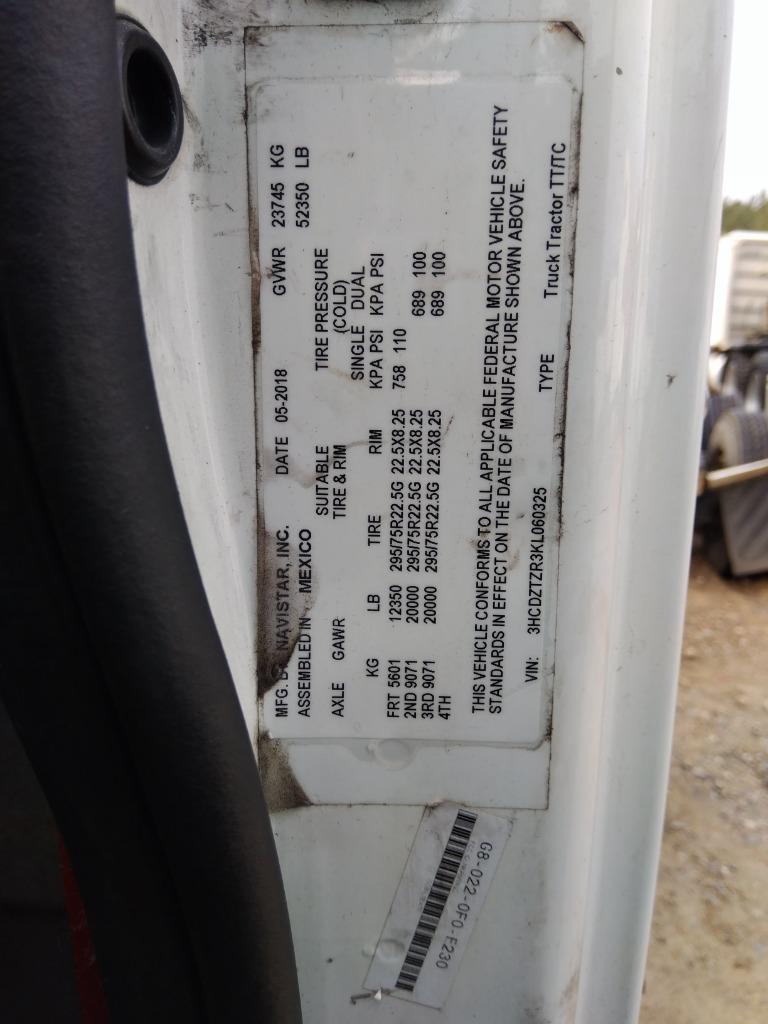 MFG. BY NAVISTAR, INC. DATE 05-2018 GVWR 23745 KG
ASSEMBLED IN MEXICO 52350 LB
AXLE GAWR SUITABLE TIRE PRESSURE
TIRE & RIM (COLD)
SINGLE DUAL
KG LB TIRE RIM KPA PSI KPA PSI
FRT 5601 12350 295/75R22.5G 22.5X8.25 758 110
2ND 9071 20000 295/75R22.5G 22.5X8.25 689 100
3RD 9071 20000 295/75R22.5G 22.5X8.25 689 100
4TH
THIS VEHICLE CONFORMS TO ALL APPLICABLE FEDERAL MOTOR VEHICLE SAFETY
STANDARDS IN EFFECT ON THE DATE OF MANUFACTURE SHOWN ABOVE.
VIN: 3HCDZTZR3KL060325 TYPE Truck Tractor TT/TC
G8-022-0F0-F230